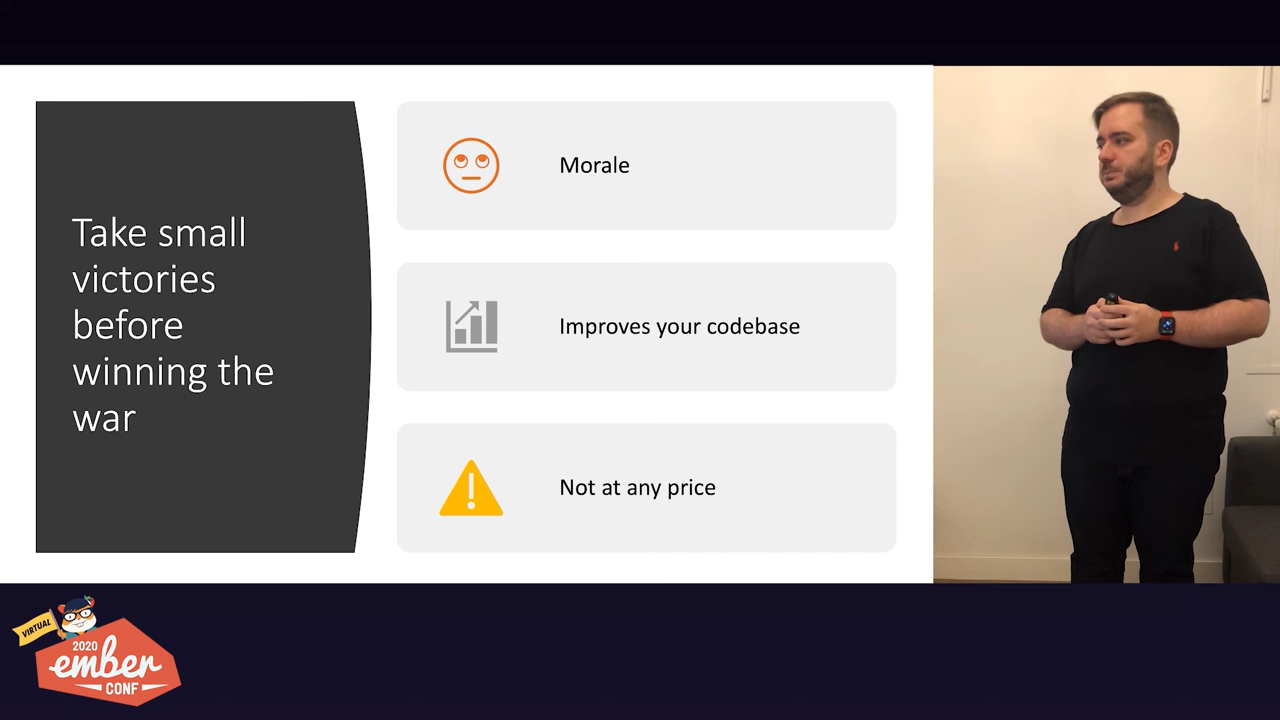 Take small
victories
before
winning the
war
Morale
Improves your codebase
Not at any price
VIRTUAL
2020
ember
CONF